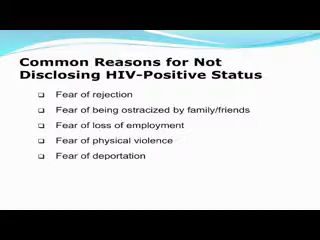 Common Reasons for Not
Disclosing HIV-Positive Status
❑ Fear of rejection
❑ Fear of being ostracized by family/friends
❑ Fear of loss of employment
❑ Fear of physical violence
❑ Fear of deportation